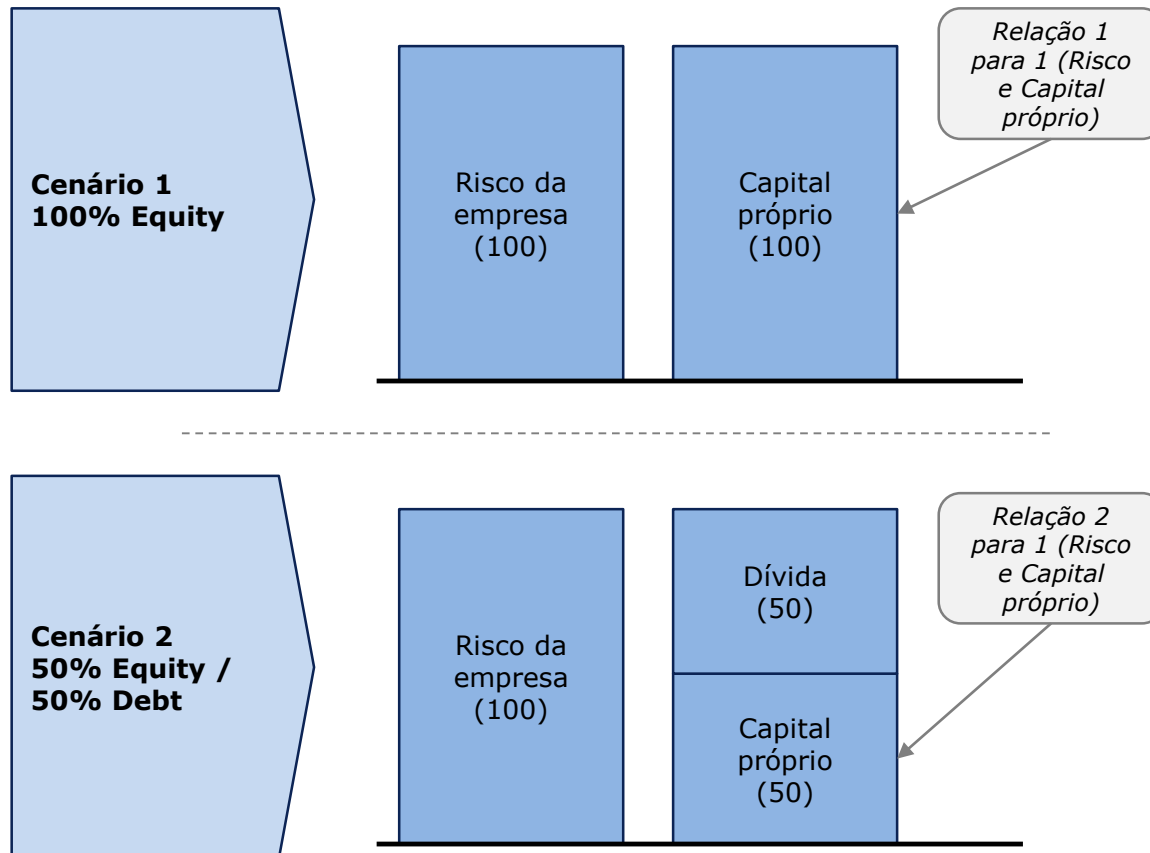 Relação 1
para 1 (Risco
e Capital
próprio)
Cenário 1
100% Equity
Risco da
empresa
(100)
Capital
próprio
(100)
Relação 2
para 1 (Risco
e Capital
próprio)
Dívida
(50)
Cenário 2
50% Equity /
50% Debt
Risco da
empresa
(100)
Capital
próprio
(50)